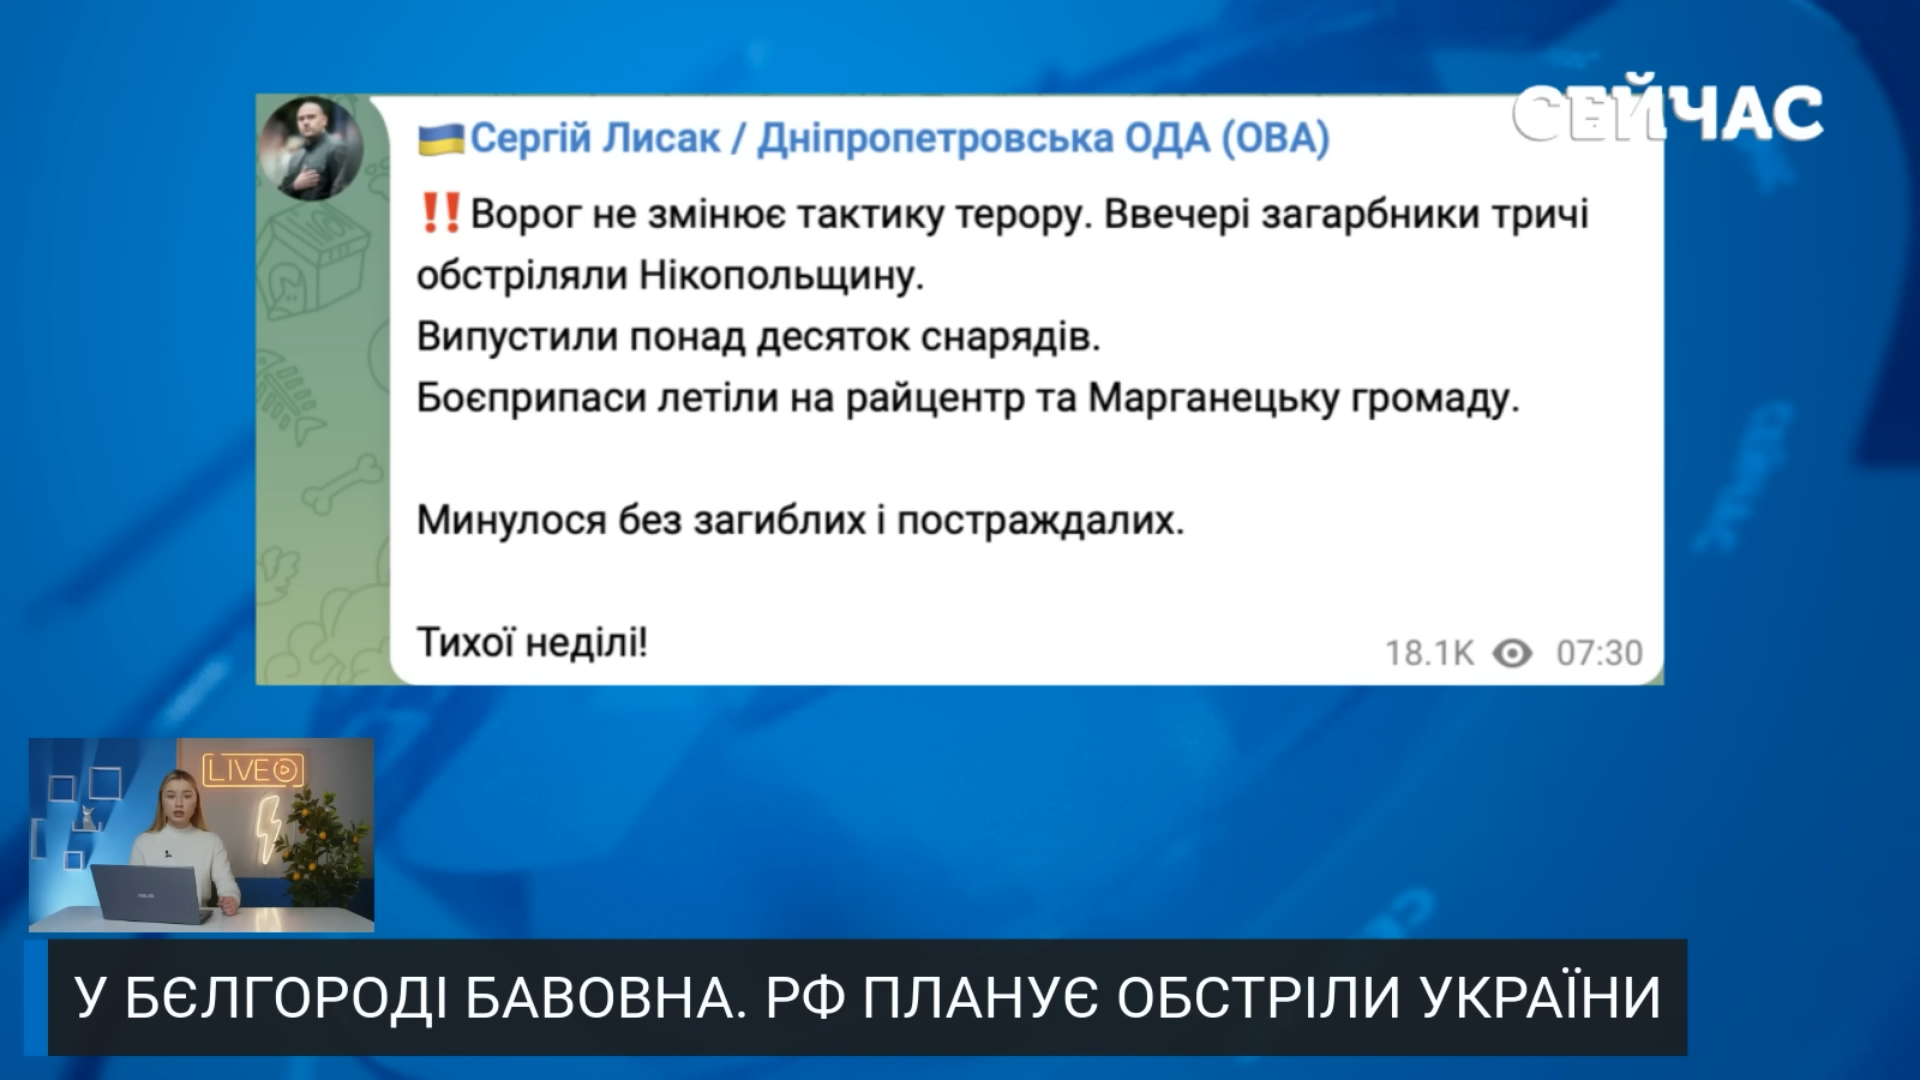 СЕЙЧАС
Сергій Лисак / Дніпропетровська ОДА (ОВА)
‼️Ворог не змінює тактику терору. Ввечері загарбники тричі
обстріляли Нікопольщину.
Випустили понад десяток снарядів.
Боєприпаси летіли на райцентр та Марганецьку громаду.
Минулося без загиблих і постраждалих.
Тихої неділі!
18.1K 07:30
LIVE
У БЄЛГОРОДІ БАВОВНА. РФ ПЛАНУЄ ОБСТРІЛИ УКРАЇНИ